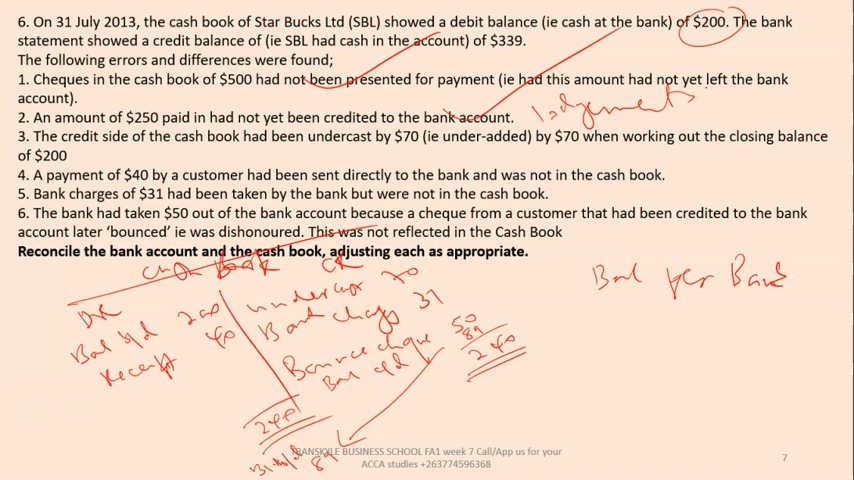 6. On 31 July 2013, the cash book of Star Bucks Ltd (SBL) showed a debit balance (ie cash at the bank) of $200. The bank
statement showed a credit balance of (ie SBL had cash in the account) of $339.
The following errors and differences were found;
1. Cheques in the cash book of $500 had not been presented for payment (ie had this amount had not yet left the bank
account).
2. An amount of $250 paid in had not yet been credited to the bank account.
lodgements
3. The credit side of the cash book had been undercast by $70 (ie under-added) by $70 when working out the closing balance
of $200
4. A payment of $40 by a customer had been sent directly to the bank and was not in the cash book.
5. Bank charges of $31 had been taken by the bank but were not in the cash book.
6. The bank had taken $50 out of the bank account because a cheque from a customer that had been credited to the bank
account later ‘bounced’ ie was dishonoured. This was not reflected in the Cash Book
Reconcile the bank account and the cash book, adjusting each as appropriate.
Cash Book CR
DR
Bal b/d 200 undercast 70
Receipt 40 Bank charges 31
Bounce cheque 50
Bal c/d 89
240 240
Bal b/d 89
Bal per Bank
RANSKYLE BUSINESS SCHOOL FA1 week 7 Call/App us for your
ACCA studies +263774596368
7